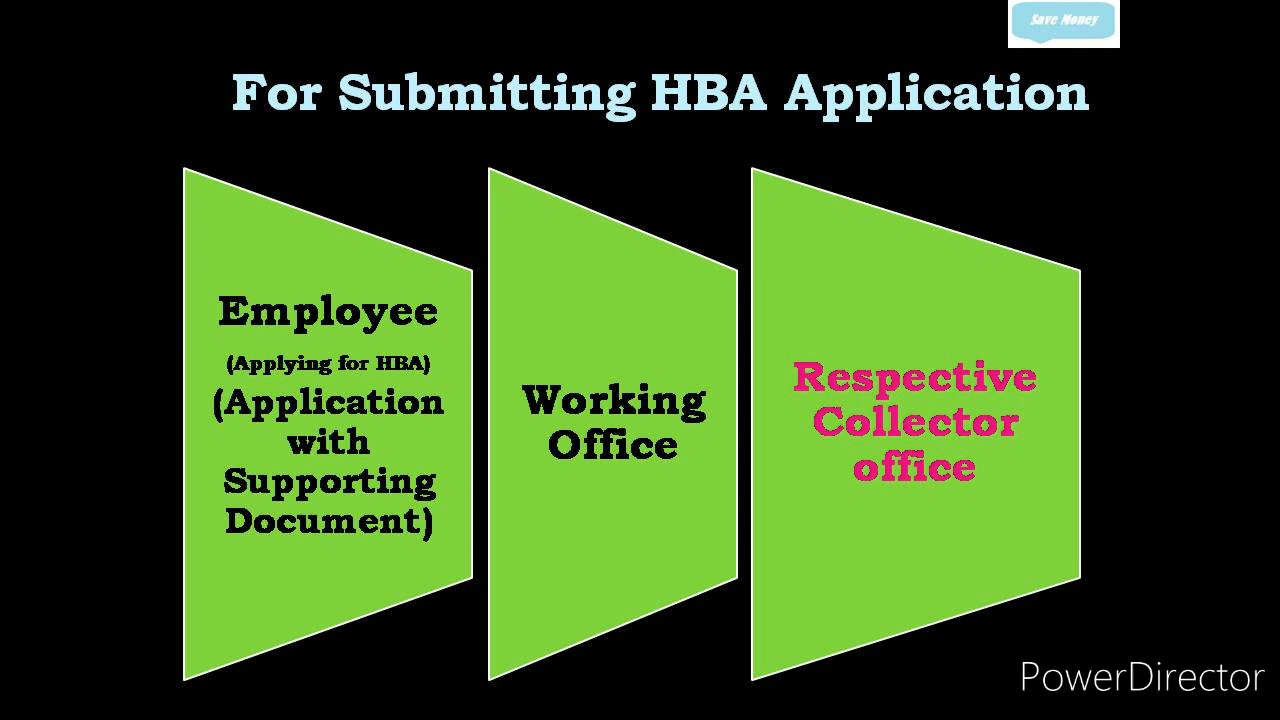 Save Money
For Submitting HBA Application
Employee
(Applying for HBA)
(Application
with
Supporting
Document)
Working
Office
Respective
Collector
office
PowerDirector